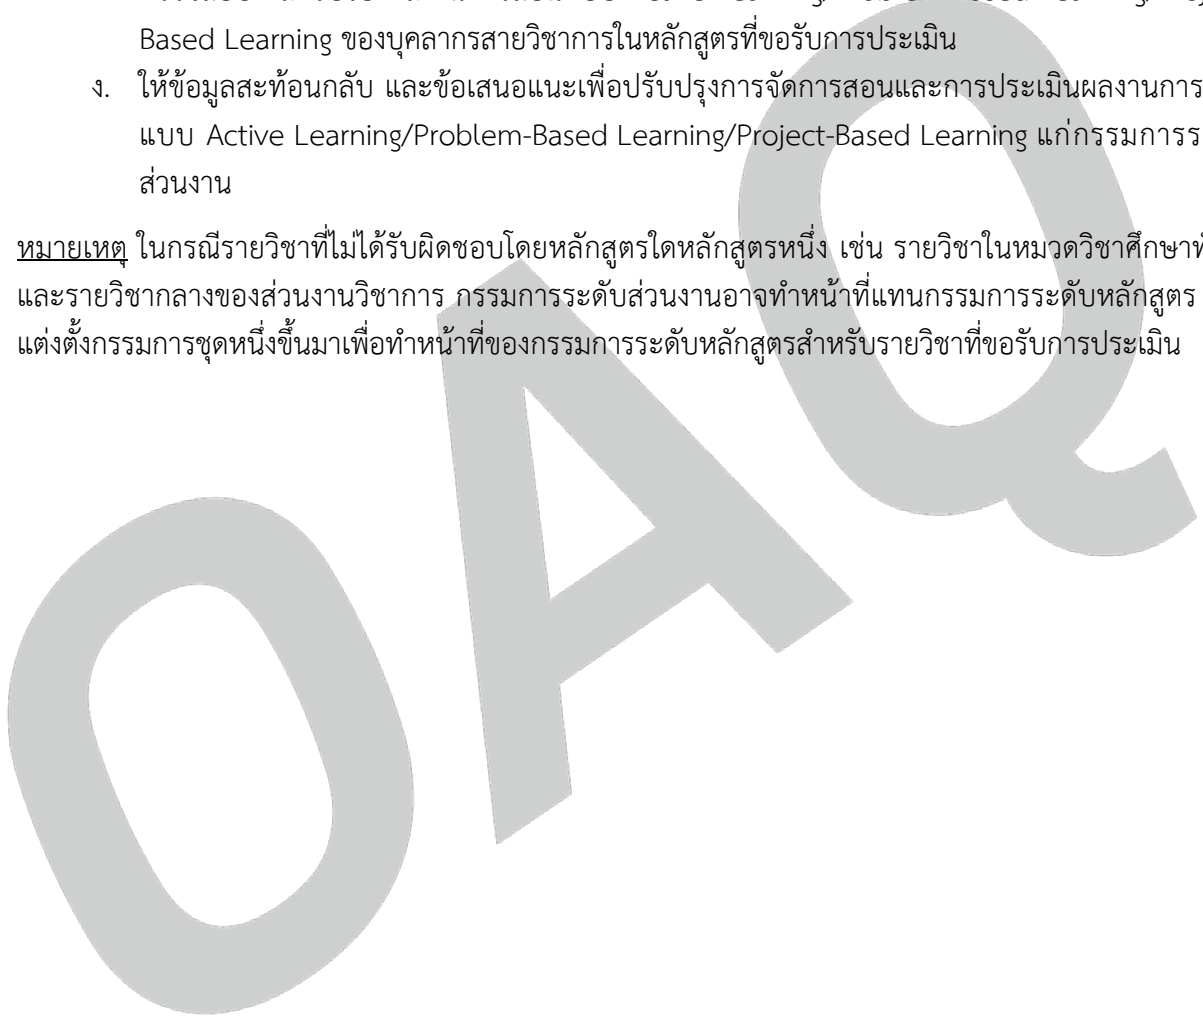 Based Learning ของบุคลากรสายวิชาการในหลักสูตรที่ขอรับการประเมิน
ง. ให้ข้อมูลสะท้อนกลับ และข้อเสนอแนะเพื่อปรับปรุงการจัดการสอนและการประเมินผลงานการ
แบบ Active Learning/Problem-Based Learning/Project-Based Learning แก่กรรมการร
ส่วนงาน
หมายเหตุ ในกรณีรายวิชาที่ไม่ได้รับผิดชอบโดยหลักสูตรใดหลักสูตรหนึ่ง เช่น รายวิชาในหมวดวิชาศึกษาทั
และรายวิชากลางของส่วนงานวิชาการ กรรมการระดับส่วนงานอาจทำหน้าที่แทนกรรมการระดับหลักสูตร
แต่งตั้งกรรมการชุดหนึ่งขึ้นมาเพื่อทำหน้าที่ของกรรมการระดับหลักสูตรสำหรับรายวิชาที่ขอรับการประเมิน
OAQ